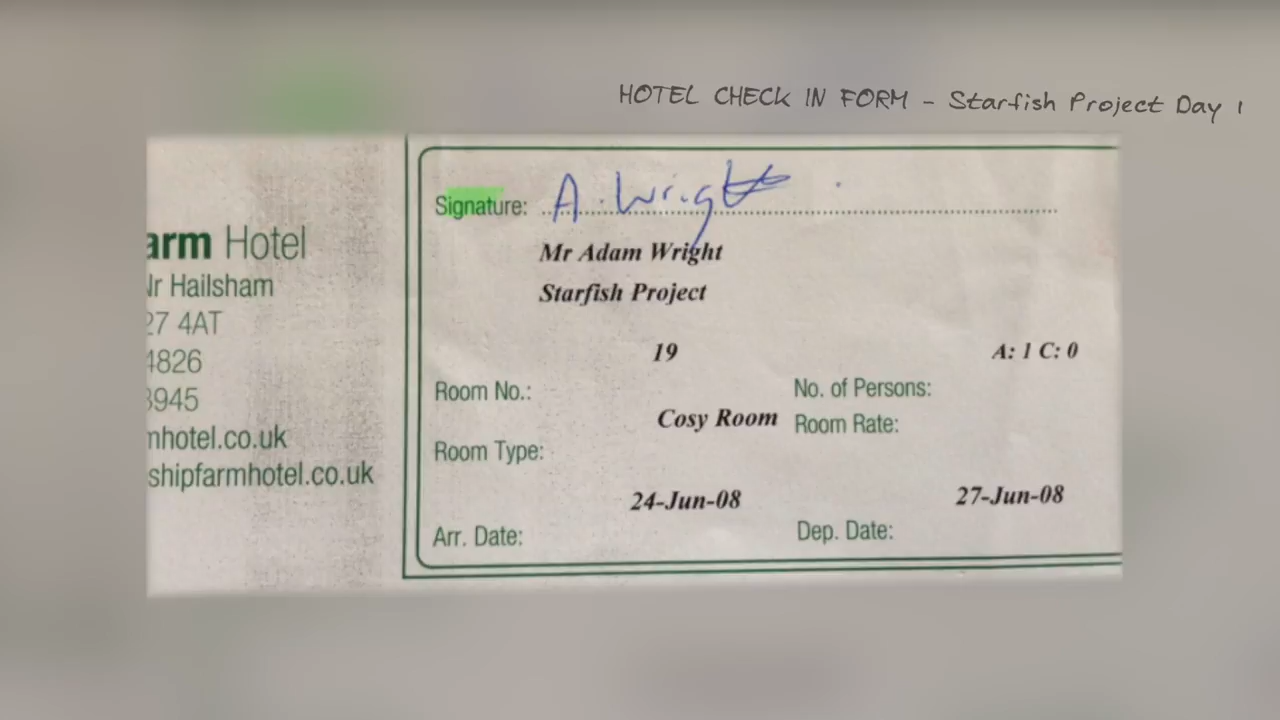 HOTEL CHECK IN FORM - Starfish Project Day 1
arm Hotel
Nr Hailsham
27 4AT
4826
3945
nhotel.co.uk
shipfarmhotel.co.uk
Signature: A. Wright
Mr Adam Wright
Starfish Project
19 A: 1 C: 0
Room No.: No. of Persons:
Cosy Room Room Rate:
Room Type:
24-Jun-08 27-Jun-08
Arr. Date: Dep. Date: